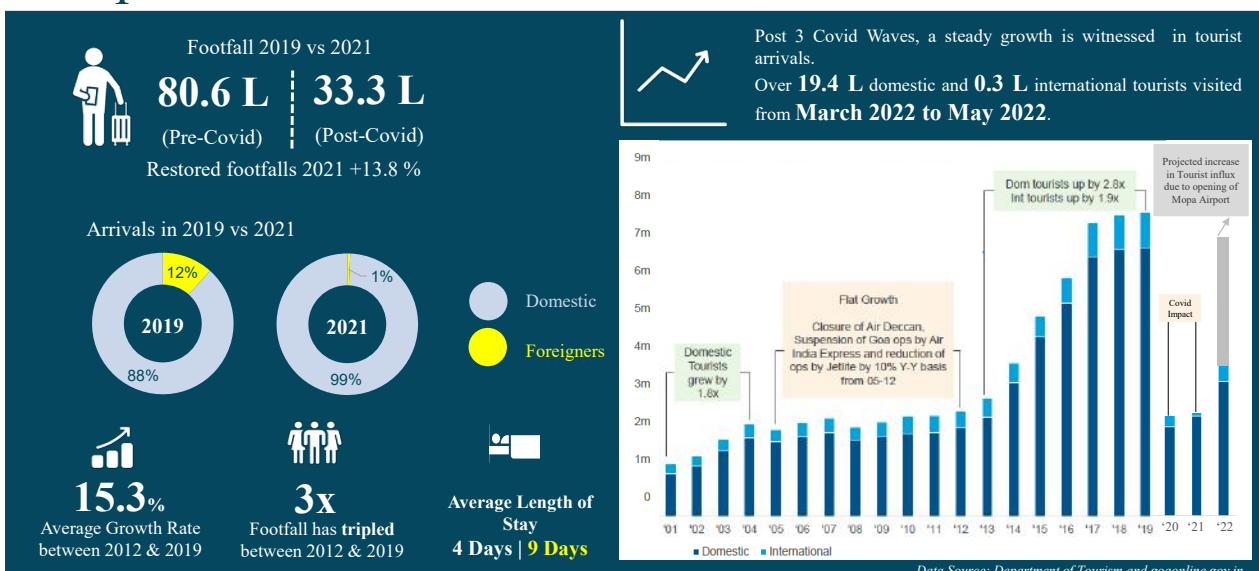 Footfall 2019 vs 2021
80.6 L
33.3 L
(Pre-Covid)
(Post-Covid)
Restored footfalls 2021 +13.8 %
Post 3 Covid Waves, a steady growth is witnessed in tourist
arrivals.
Over 19.4 L domestic and 0.3 L international tourists visited
from March 2022 to May 2022.
Arrivals in 2019 vs 2021
12%
2019
88%
1%
2021
99%
Domestic
Foreigners
15.3%
Average Growth Rate
between 2012 & 2019
3x
Footfall has tripled
between 2012 & 2019
Average Length of
Stay
4 Days | 9 Days
9m
8m
7m
6m
5m
4m
3m
2m
1m
0
Domestic
Tourists
grew by
1.8x
Flat Growth
Closure of Air Deccan,
Suspension of Goa ops by Air
India Express and reduction of
ops by Jetlite by 10% Y-Y basis
from 05-12
Dom tourists up by 2.8x
Int tourists up by 1.9x
Covid
Impact
Projected increase
in Tourist influx
due to opening of
Mopa Airport
'01 '02 '03 '04 '05 '06 '07 '08 '09 '10 '11 '12 '13 '14 '15 '16 '17 '18 '19 '20 '21 '22
Domestic International
Data Source: Department of Tourism and goaonline.gov.in